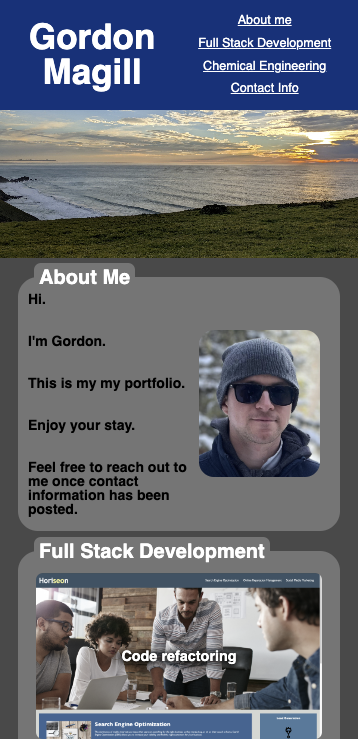 Gordon
Magill
About me
Full Stack Development
Chemical Engineering
Contact Info
About Me
Hi.
I'm Gordon.
This is my my portfolio.
Enjoy your stay.
Feel free to reach out to
me once contact
information has been
posted.
Full Stack Development
Horiseon
Search Engine Optimization Online Reputation Management Social Media Marketing
Code refactoring
Search Engine Optimization
Lead Generation